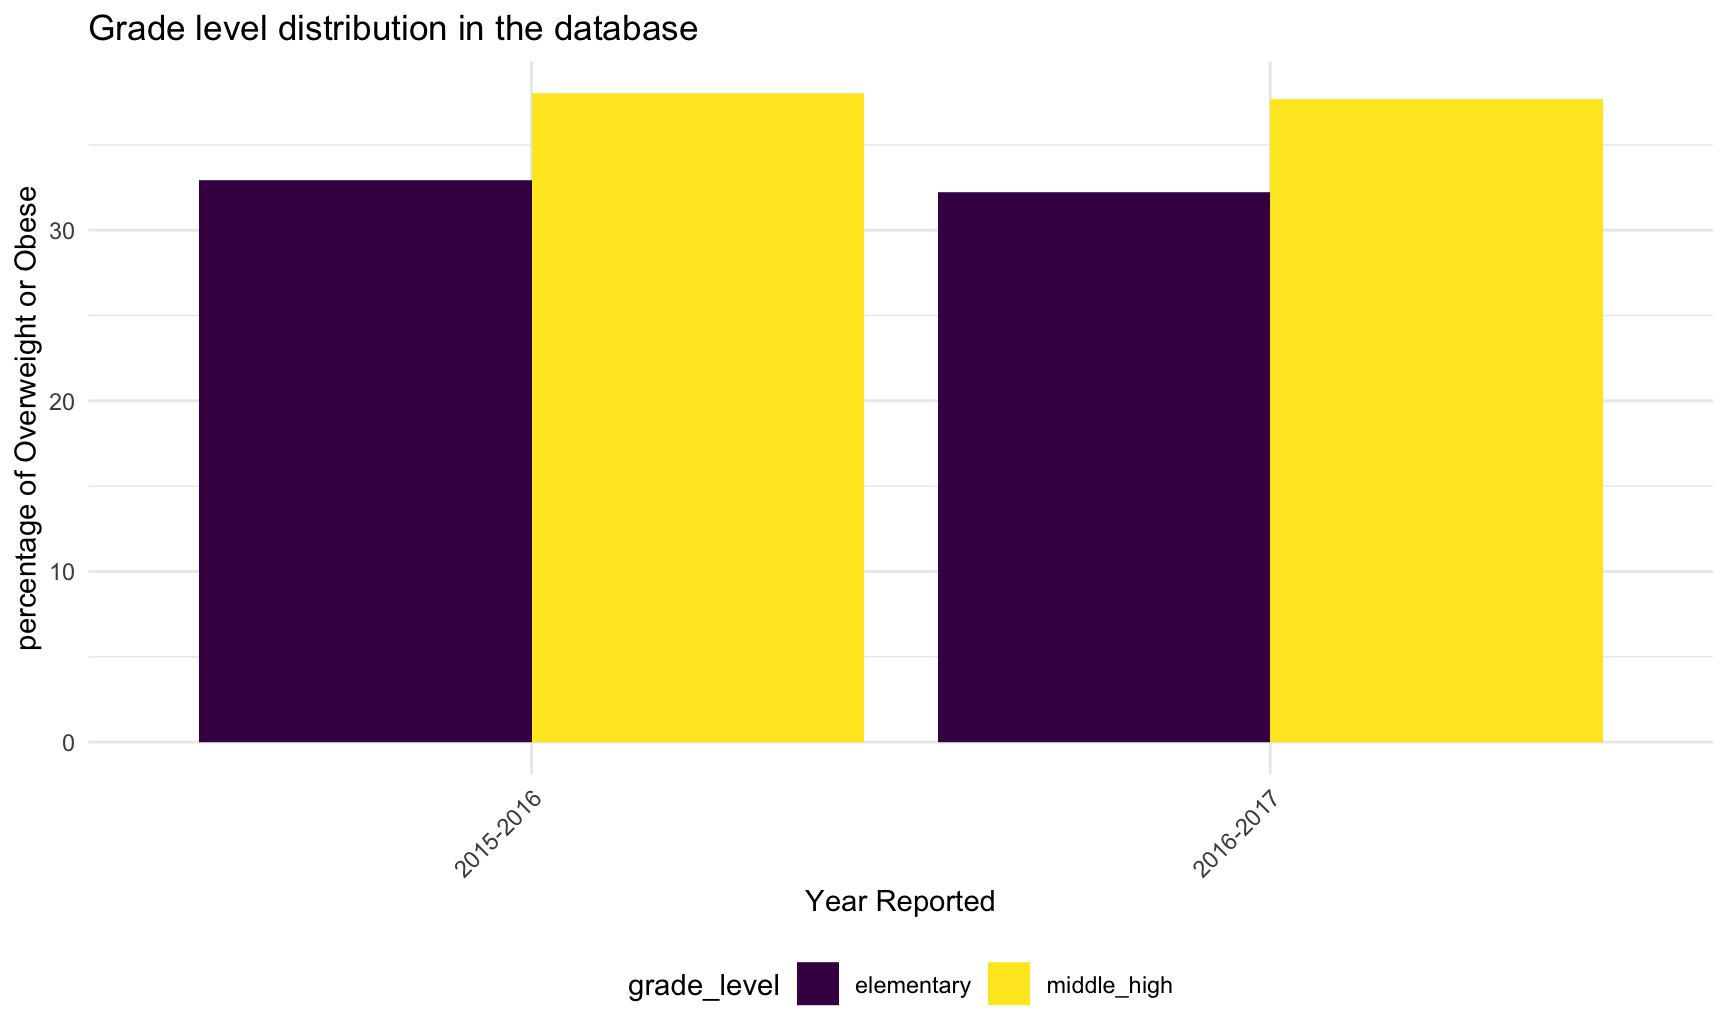 Grade level distribution in the database
percentage of Overweight or Obese
30
20
10
0
2015-2016
2016-2017
Year Reported
grade_level
elementary
middle_high